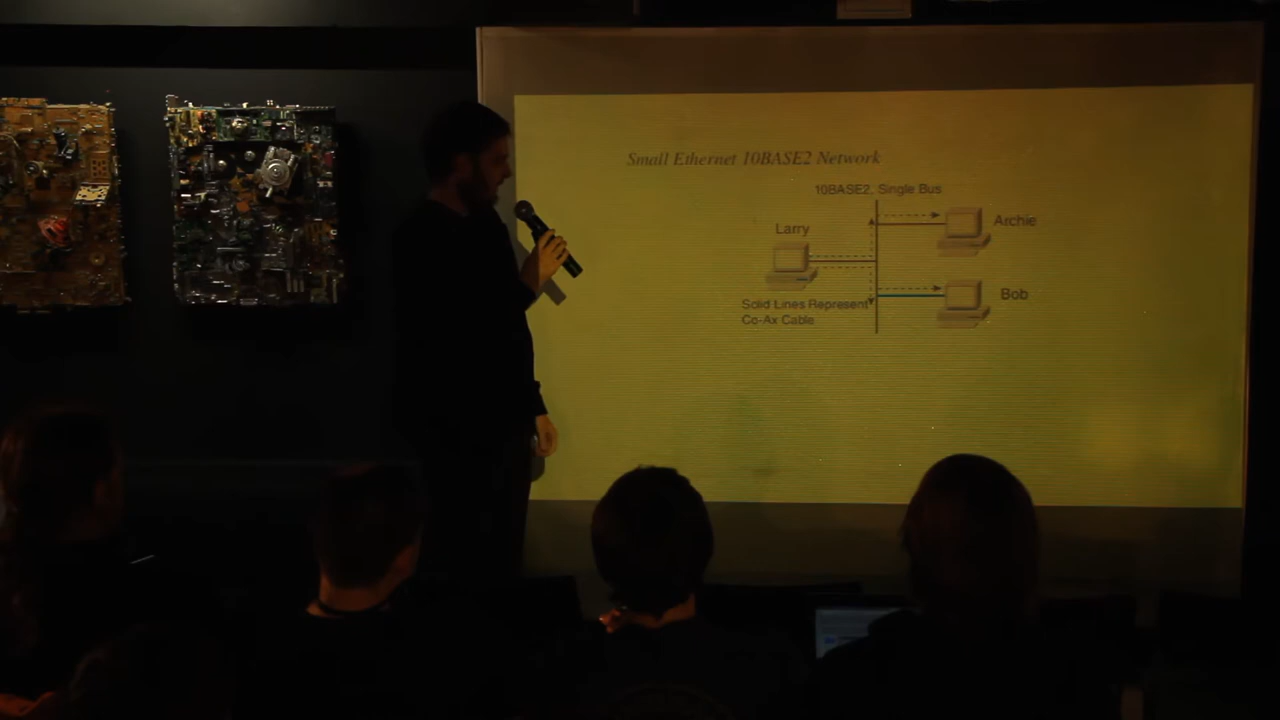 Small Ethernet 10BASE2 Network
10BASE2, Single Bus
Larry
Archie
Bob
Solid Lines Represent
Co-Ax Cable